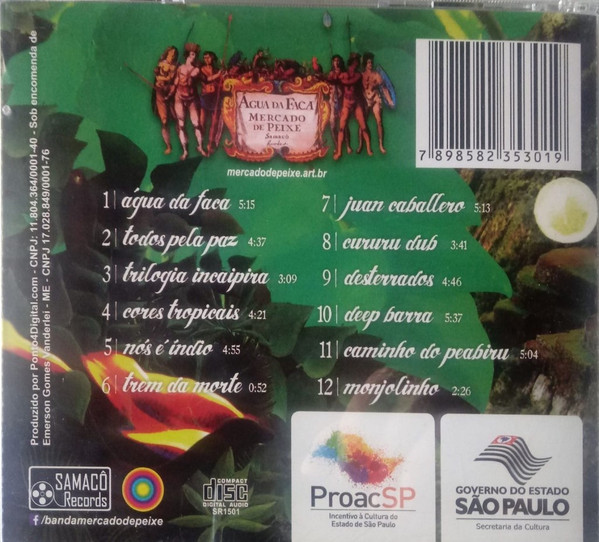 AGUA DA FACA
MERCADO
DE PEIXE
mercadodepeixe.art.br
7 898582 353019
1 água da faca 5:15
2 todos pela paz 4:37
3 trilogia incaipira 3:09
4 cores tropicais 4:21
5 nós é índio 4:55
6 trem da morte 0:52
7 juan caballero 5:13
8 cururu dub 3:41
9 desterrados 4:46
10 deep barra 5:37
11 caminho do peabiru 5:04
12 monjolinho 2:26
Produzido por Ponto4Digital.com - CNPJ: 11.804.364/0001-40 - Sob encomenda de
Emerson Gomes Vanderlei - ME - CNPJ 17.028.849/0001-76
SAMACÔ
Records
f /bandamercadodepeixe
COMPACT
disc
DIGITAL AUDIO
SR1501
ProacSP
Incentivo à Cultura do
Estado de São Paulo
GOVERNO DO ESTADO
SÃO PAULO
Secretaria da Cultura